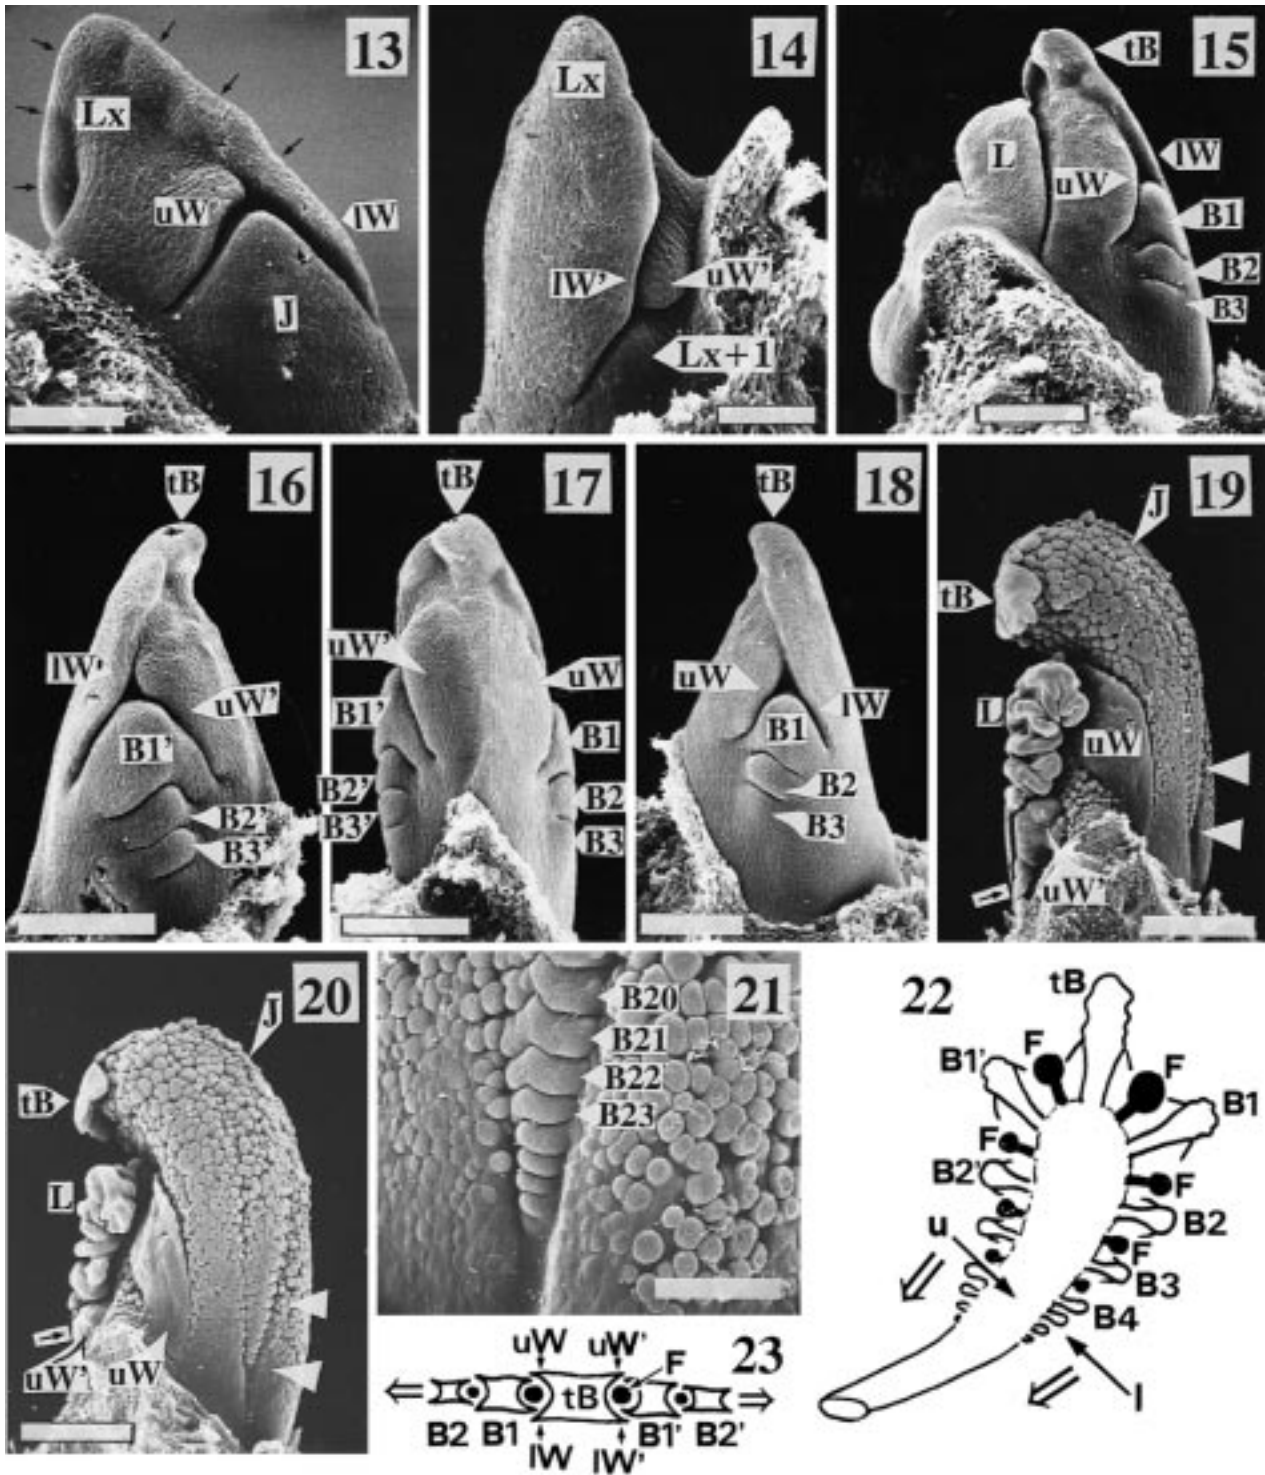 13
Lx
uW
lW
J
14
Lx
lW'
uW'
Lx+1
15
tB
L
uW
lW
B1
B2
B3
16
tB
lW'
uW'
B1'
B2'
B3'
17
tB
uW'
uW
B1'
B1
B2'
B2
B3'
B3
18
tB
uW
lW
B1
B2
B3
19
J
tB
L
uW
uW'
20
J
tB
L
uW'
uW
21
B20
B21
B22
B23
22
tB
B1'
F
F
B1
F
B2'
F
B2
u
F
B3
B4
l
23
uW
uW'
F
tB
B2
B1
B1'
B2'
lW
lW'